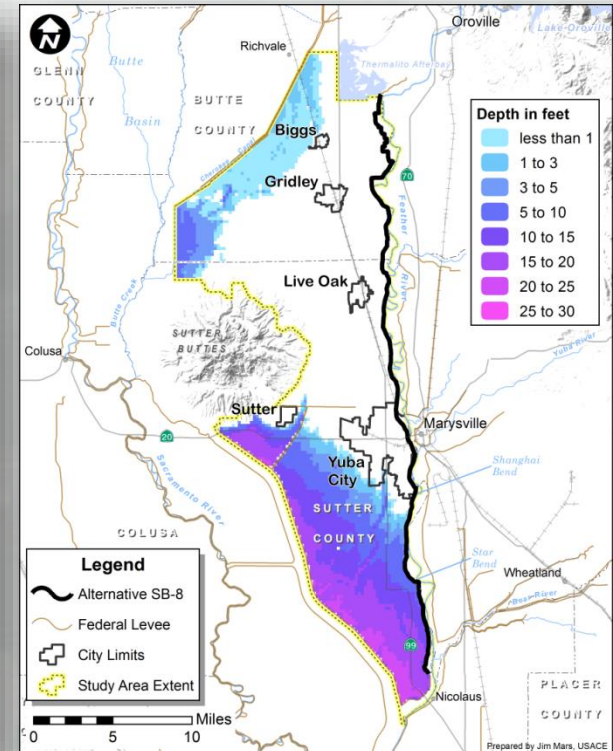 N
Oroville
Lake Oroville
Richvale
Thermalito Afterbay
GLENN
COUNTY
Butte
Basin
BUTTE
COUNTY
Depth in feet
less than 1
1 to 3
3 to 5
5 to 10
10 to 15
15 to 20
20 to 25
25 to 30
Biggs
Cherokee Canal
70
Gridley
Feather
River
Live Oak
Butte Creek
SUTTER
BUTTES
Colusa
Yuba River
Sutter
20
Marysville
Yuba
City
Shanghai
Bend
Sacramento River
SUTTER
COUNTY
COLUSA
Star
Bend
Wheatland
Bear River
Legend
Alternative SB-8
Federal Levee
City Limits
Study Area Extent
99
Nicolaus
PLACER
COUNTY
0 5 10 Miles
Prepared by Jim Mars, USACE